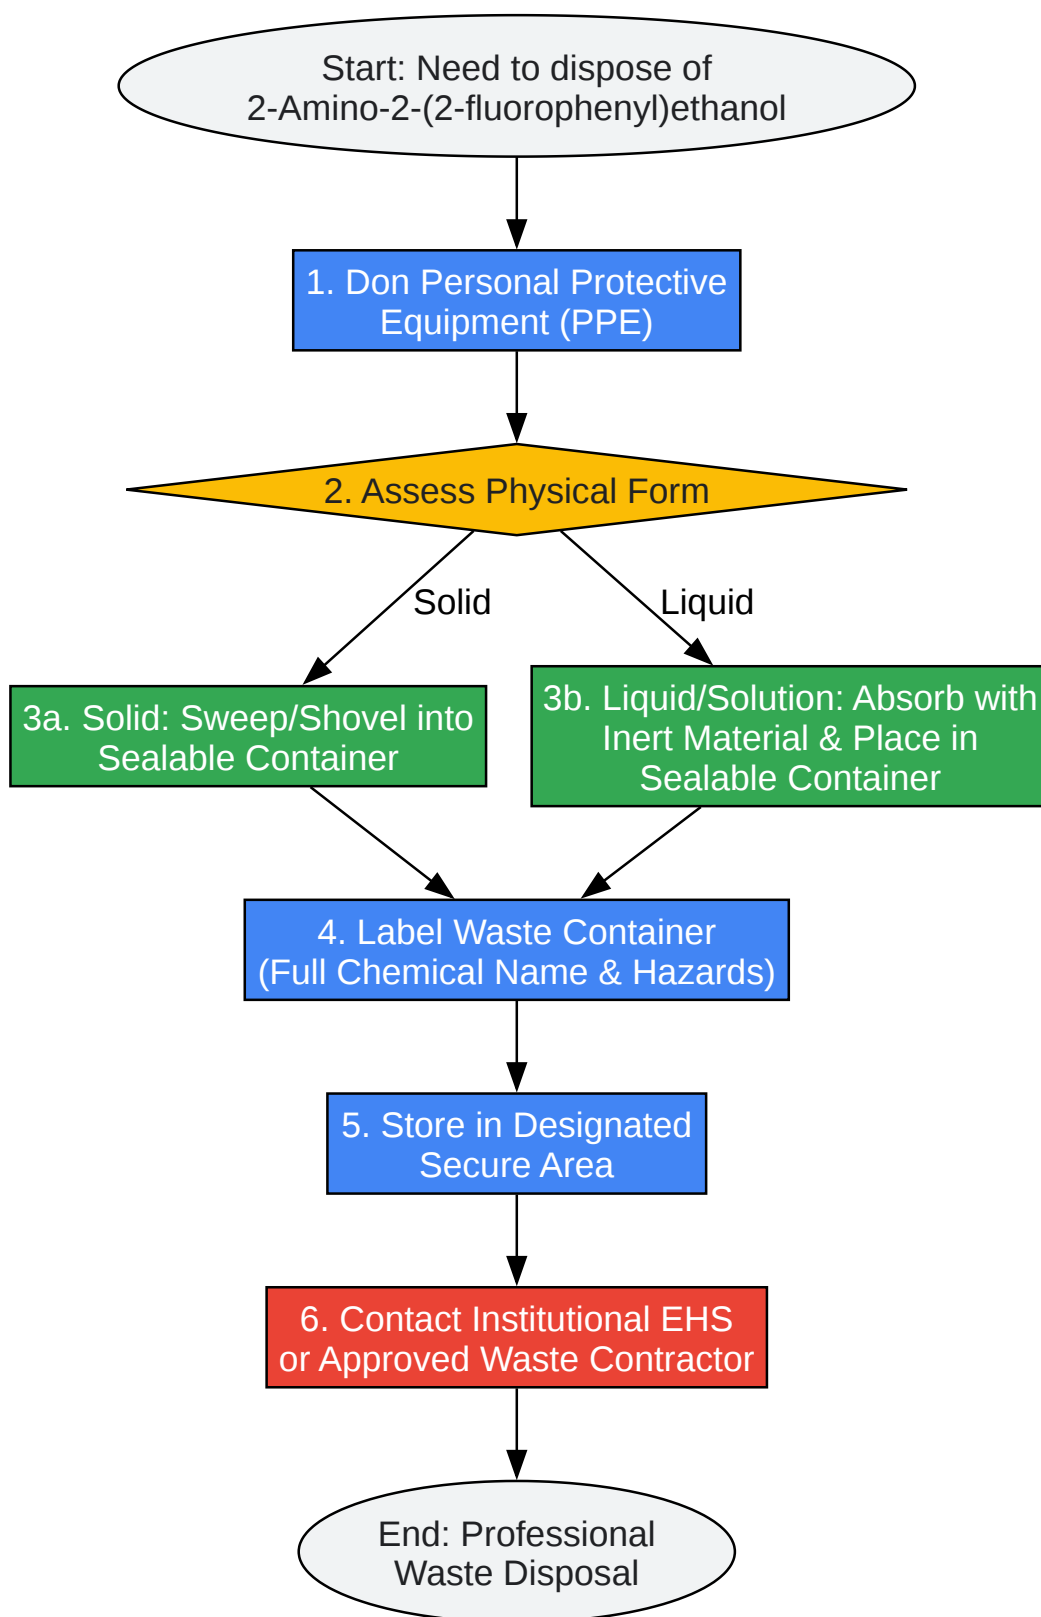 Start: Need to dispose of
2-Amino-2-(2-fluorophenyl)ethanol
1. Don Personal Protective
Equipment (PPE)
2. Assess Physical Form
Solid
Liquid
3a. Solid: Sweep/Shovel into
Sealable Container
3b. Liquid/Solution: Absorb with
Inert Material & Place in
Sealable Container
4. Label Waste Container
(Full Chemical Name & Hazards)
5. Store in Designated
Secure Area
6. Contact Institutional EHS
or Approved Waste Contractor
End: Professional
Waste Disposal